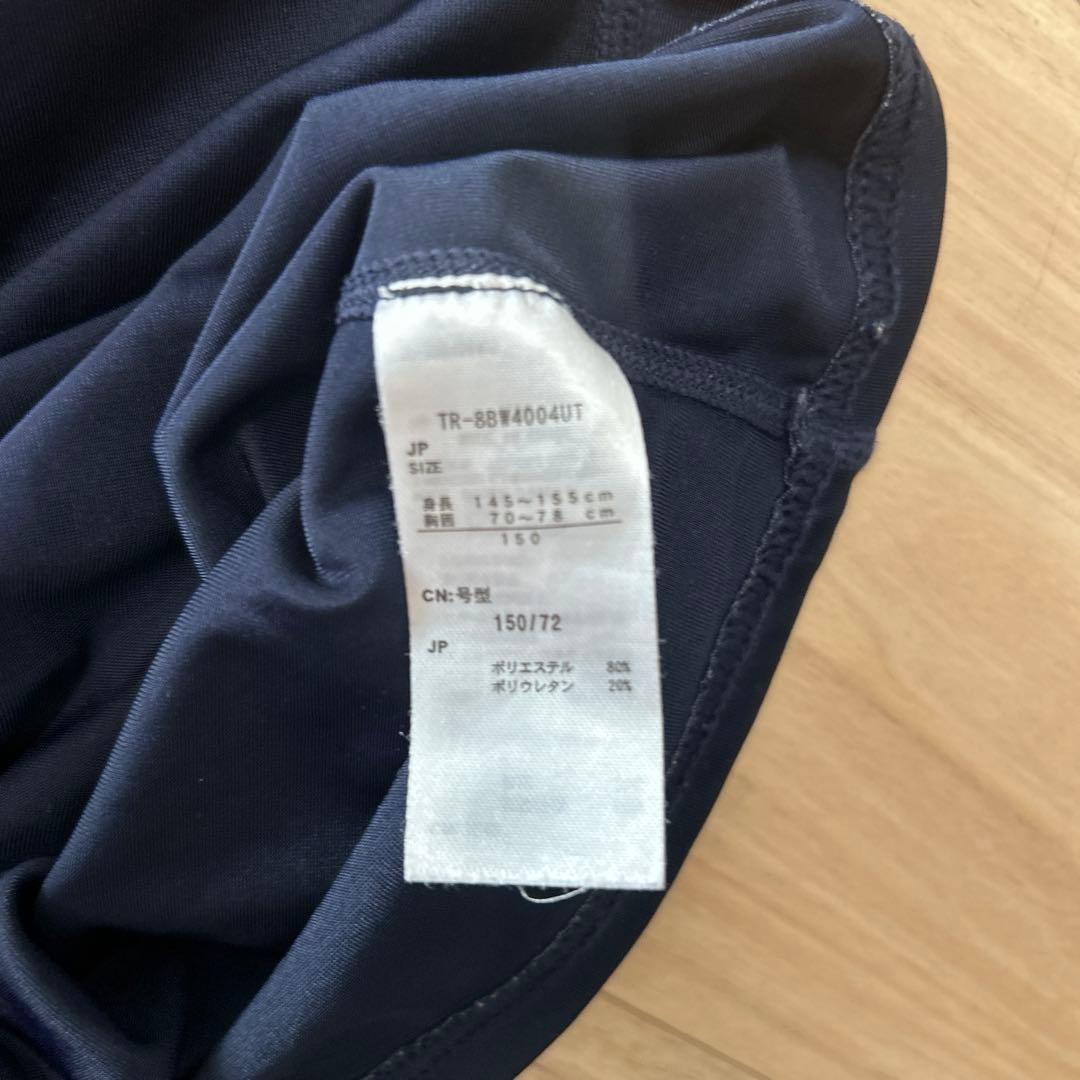 TR-8BW4004UT
JP
SIZE
身長 145～155cm
胸囲 70～78 cm
150
CN:号型
150/72
JP
ポリエステル 80%
ポリウレタン 20%